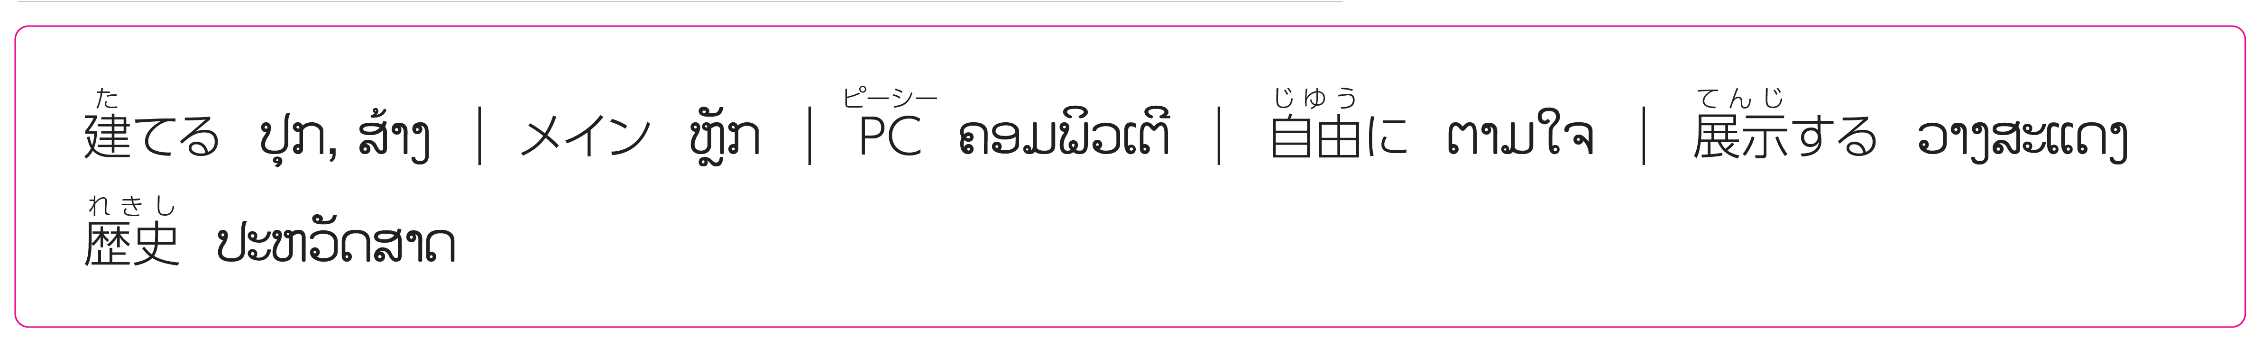 た ピーシー じゆう てんじ
建てる ປຸກ, ສ້າງ | メイン ຫຼັກ | PC ຄອມພິວເຕີ | 自由に ຕາມໃຈ | 展示する ວາງສະແດງ
れきし
歴史 ປະຫວັດສາດ